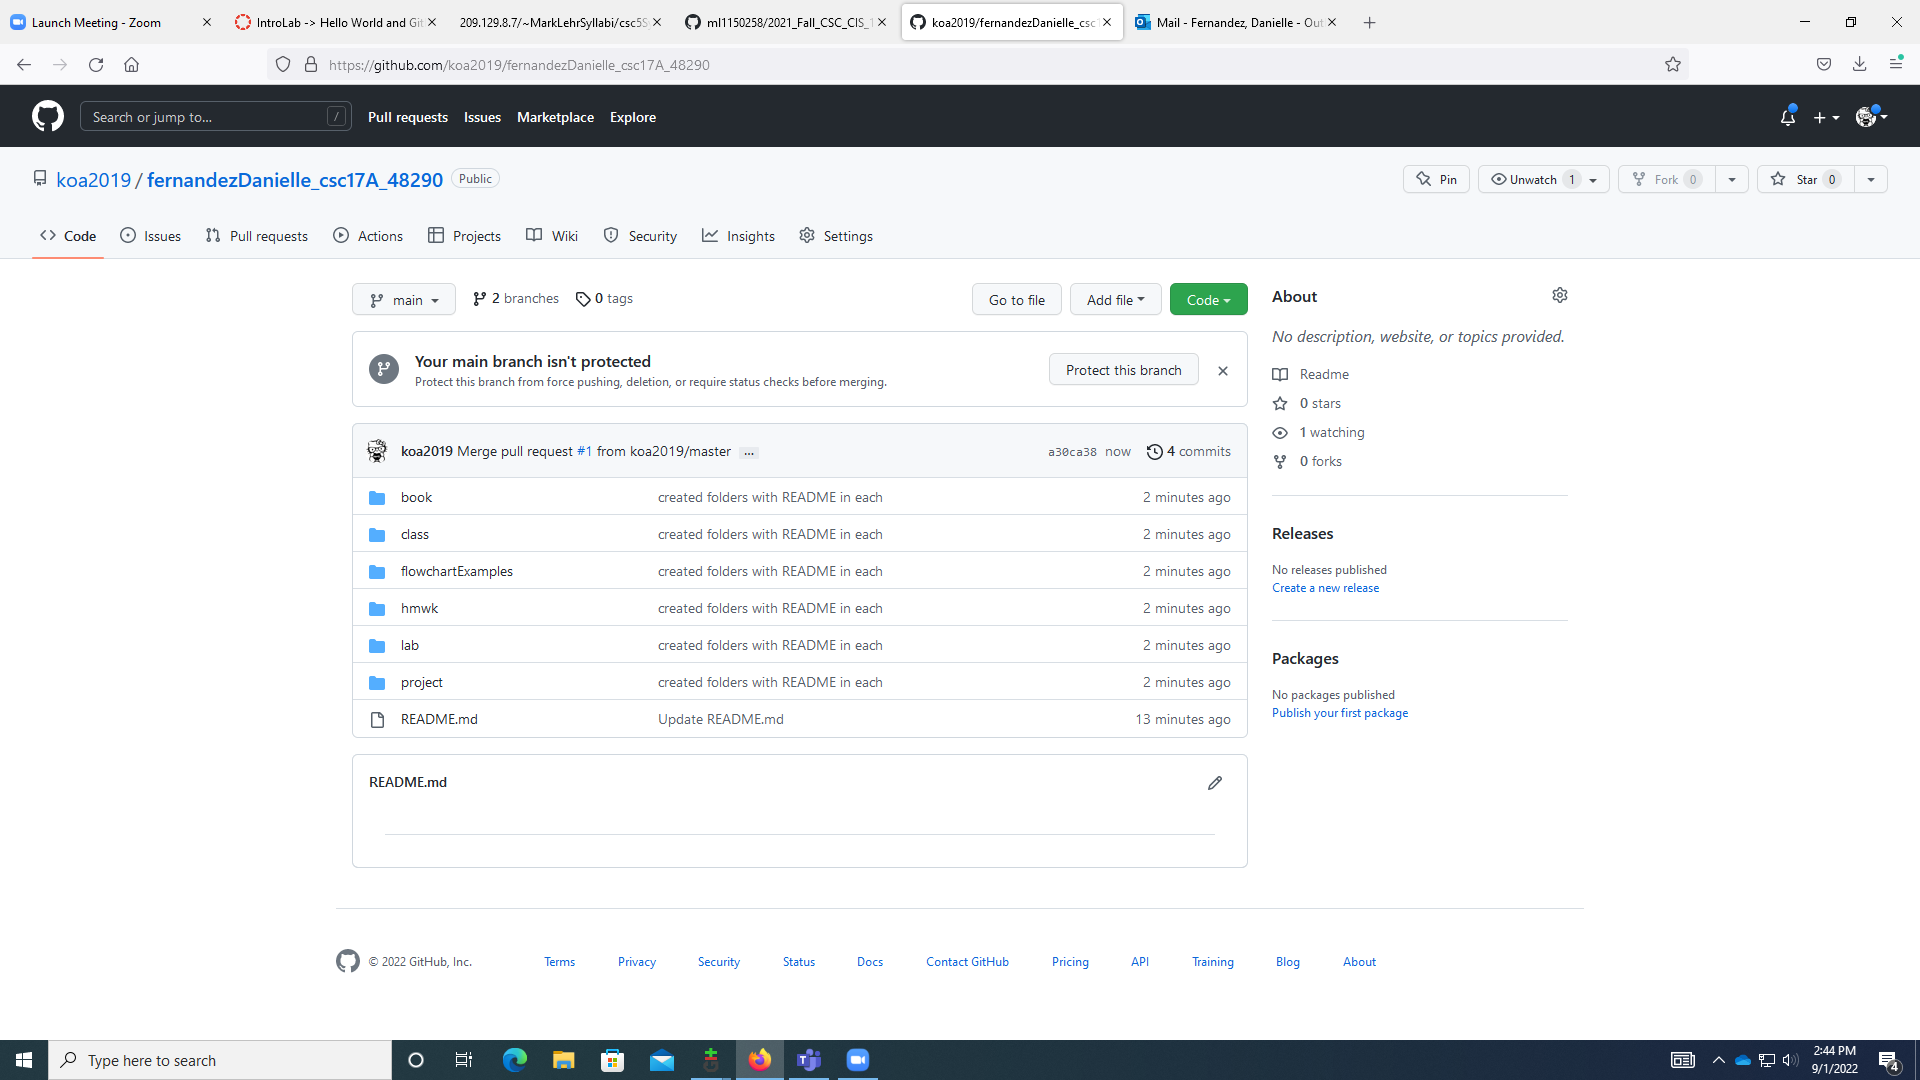 Launch Meeting - Zoom
IntroLab -> Hello World and Git
209.129.8.7/~MarkLehrSyllabi/csc5Sy
ml1150258/2021_Fall_CSC_CIS_1
koa2019/fernandezDanielle_csc1
Mail - Fernandez, Danielle - Out
https://github.com/koa2019/fernandezDanielle_csc17A_48290
Search or jump to... /
Pull requests Issues Marketplace Explore
koa2019 / fernandezDanielle_csc17A_48290 Public
Pin Unwatch 1 Fork 0 Star 0
<> Code Issues Pull requests Actions Projects Wiki Security Insights Settings
main 2 branches 0 tags Go to file Add file Code
Your main branch isn't protected
Protect this branch from force pushing, deletion, or require status checks before merging.
Protect this branch
koa2019 Merge pull request #1 from koa2019/master ... a30ca38 now 4 commits
book created folders with README in each 2 minutes ago
class created folders with README in each 2 minutes ago
flowchartExamples created folders with README in each 2 minutes ago
hmwk created folders with README in each 2 minutes ago
lab created folders with README in each 2 minutes ago
project created folders with README in each 2 minutes ago
README.md Update README.md 13 minutes ago
README.md
About
No description, website, or topics provided.
Readme
0 stars
1 watching
0 forks
Releases
No releases published
Create a new release
Packages
No packages published
Publish your first package
© 2022 GitHub, Inc. Terms Privacy Security Status Docs Contact GitHub Pricing API Training Blog About
Type here to search
2:44 PM
9/1/2022
4